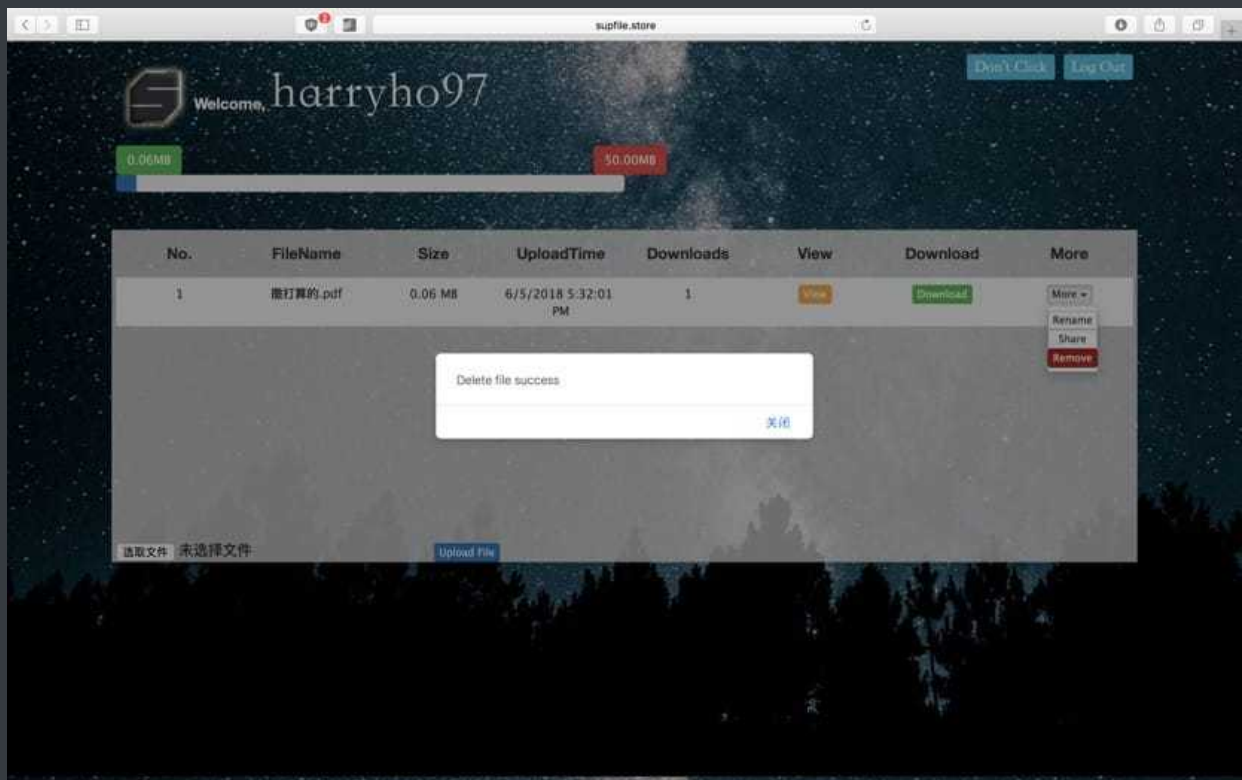 supfile.store
2
Don't Click
Log Out
Welcome, harryho97
0.06MB
50.00MB
No. FileName Size UploadTime Downloads View Download More
1 撒打算的.pdf 0.06 MB 6/5/2018 5:32:01 PM 1 View Download More
Rename
Share
Remove
Delete file success
关闭
选取文件 未选择文件 Upload File